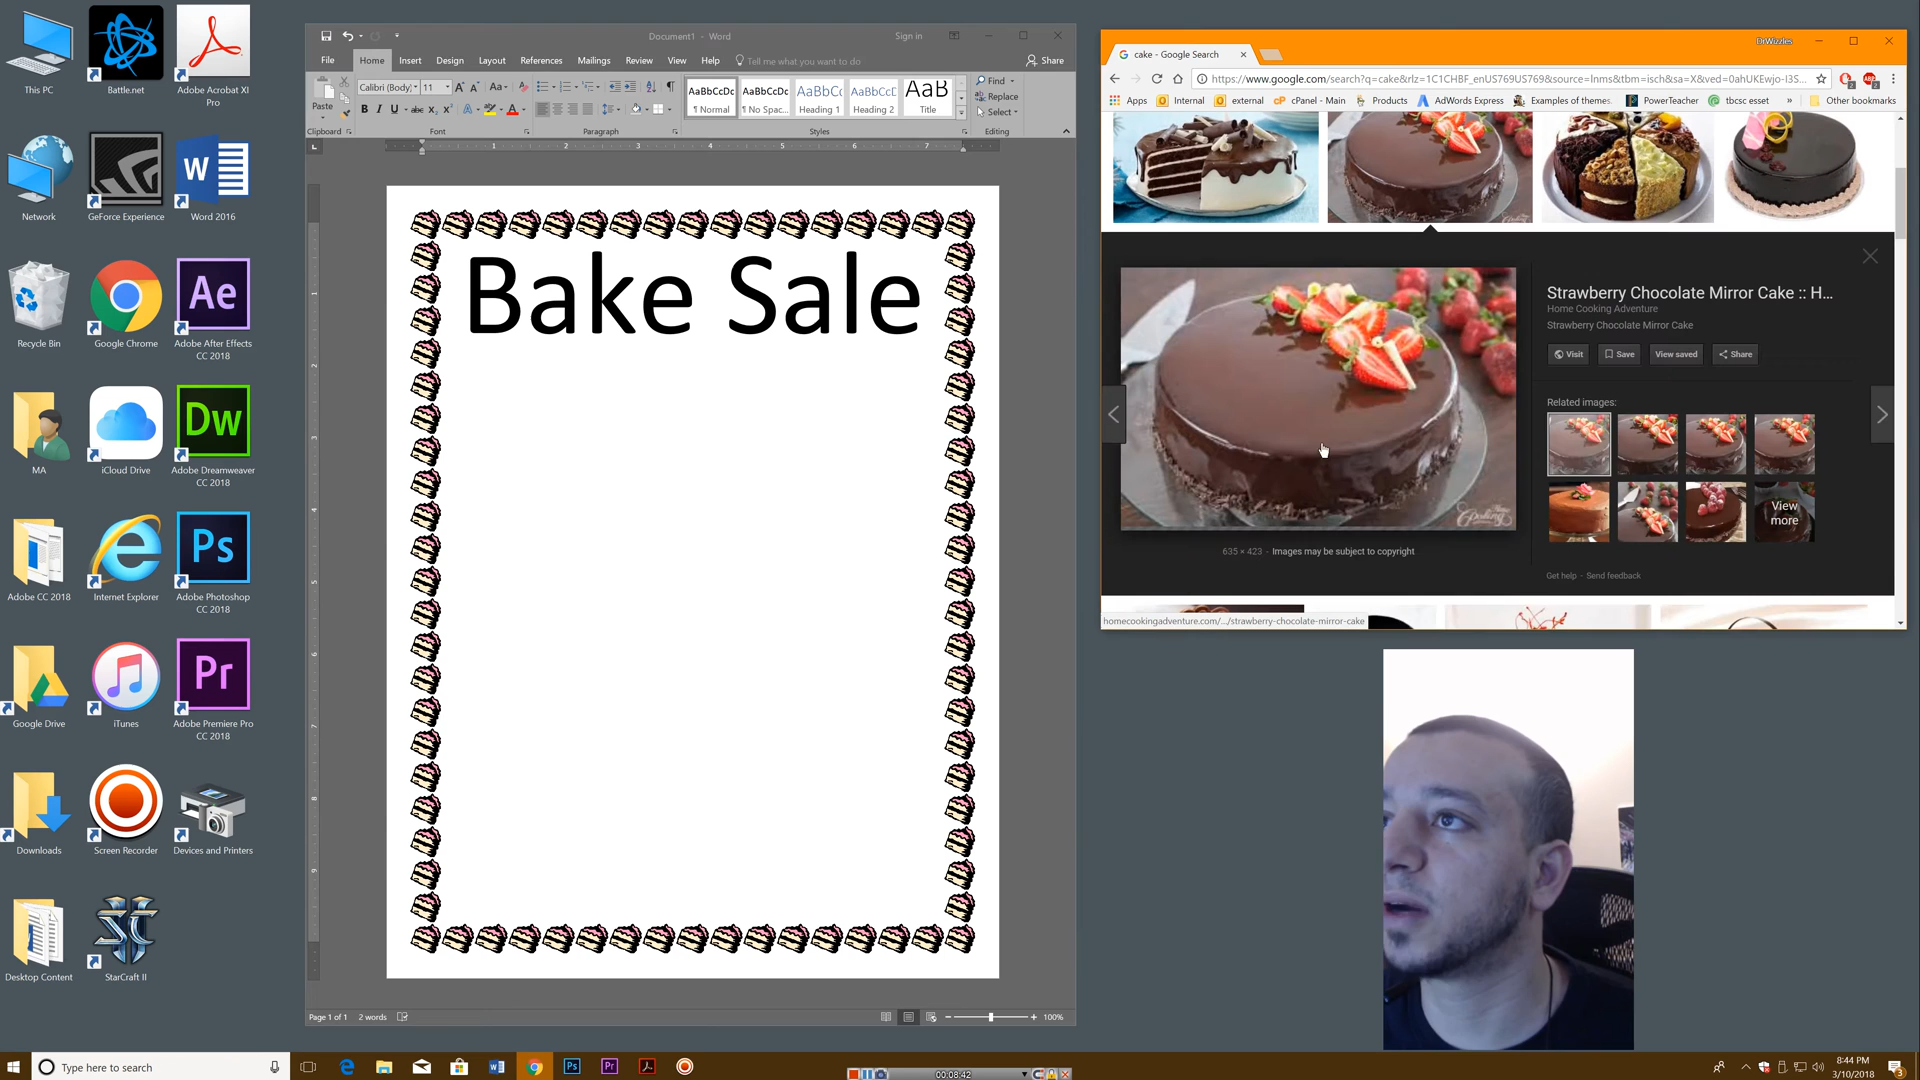 This PC
Battle.net
Adobe Acrobat XI
Pro
Network
GeForce Experience
Word 2016
Recycle Bin
Google Chrome
Adobe After Effects
CC 2018
MA
iCloud Drive
Adobe Dreamweaver
CC 2018
Adobe CC 2018
Internet Explorer
Adobe Photoshop
CC 2018
Google Drive
iTunes
Adobe Premiere Pro
CC 2018
Downloads
Screen Recorder
Devices and Printers
Desktop Content
StarCraft II
Document1 - Word
Sign in
File Home Insert Design Layout References Mailings Review View Help Tell me what you want to do Share
Paste
Calibri (Body) 11
AaBbCcDc AaBbCcDc AaBbCc AaBbCcD AaB
¶ Normal ¶ No Spac... Heading 1 Heading 2 Title
Find
Replace
Select
Clipboard Font Paragraph Styles Editing
Bake Sale
Page 1 of 1 2 words
100%
cake - Google Search
DrWizzles
https://www.google.com/search?q=cake&rlz=1C1CHBF_enUS769US769&source=lnms&tbm=isch&sa=X&ved=0ahUKEwjo-i3S...
Apps Internal external cPanel - Main Products AdWords Express Examples of themes PowerTeacher tbcsc esset » Other bookmarks
Strawberry Chocolate Mirror Cake :: H...
Home Cooking Adventure
Strawberry Chocolate Mirror Cake
Visit Save View saved Share
Related images:
View
more
635 × 423 - Images may be subject to copyright
Get help - Send feedback
homecookingadventure.com/.../strawberry-chocolate-mirror-cake
Type here to search
00:08:42
8:44 PM
3/10/2018